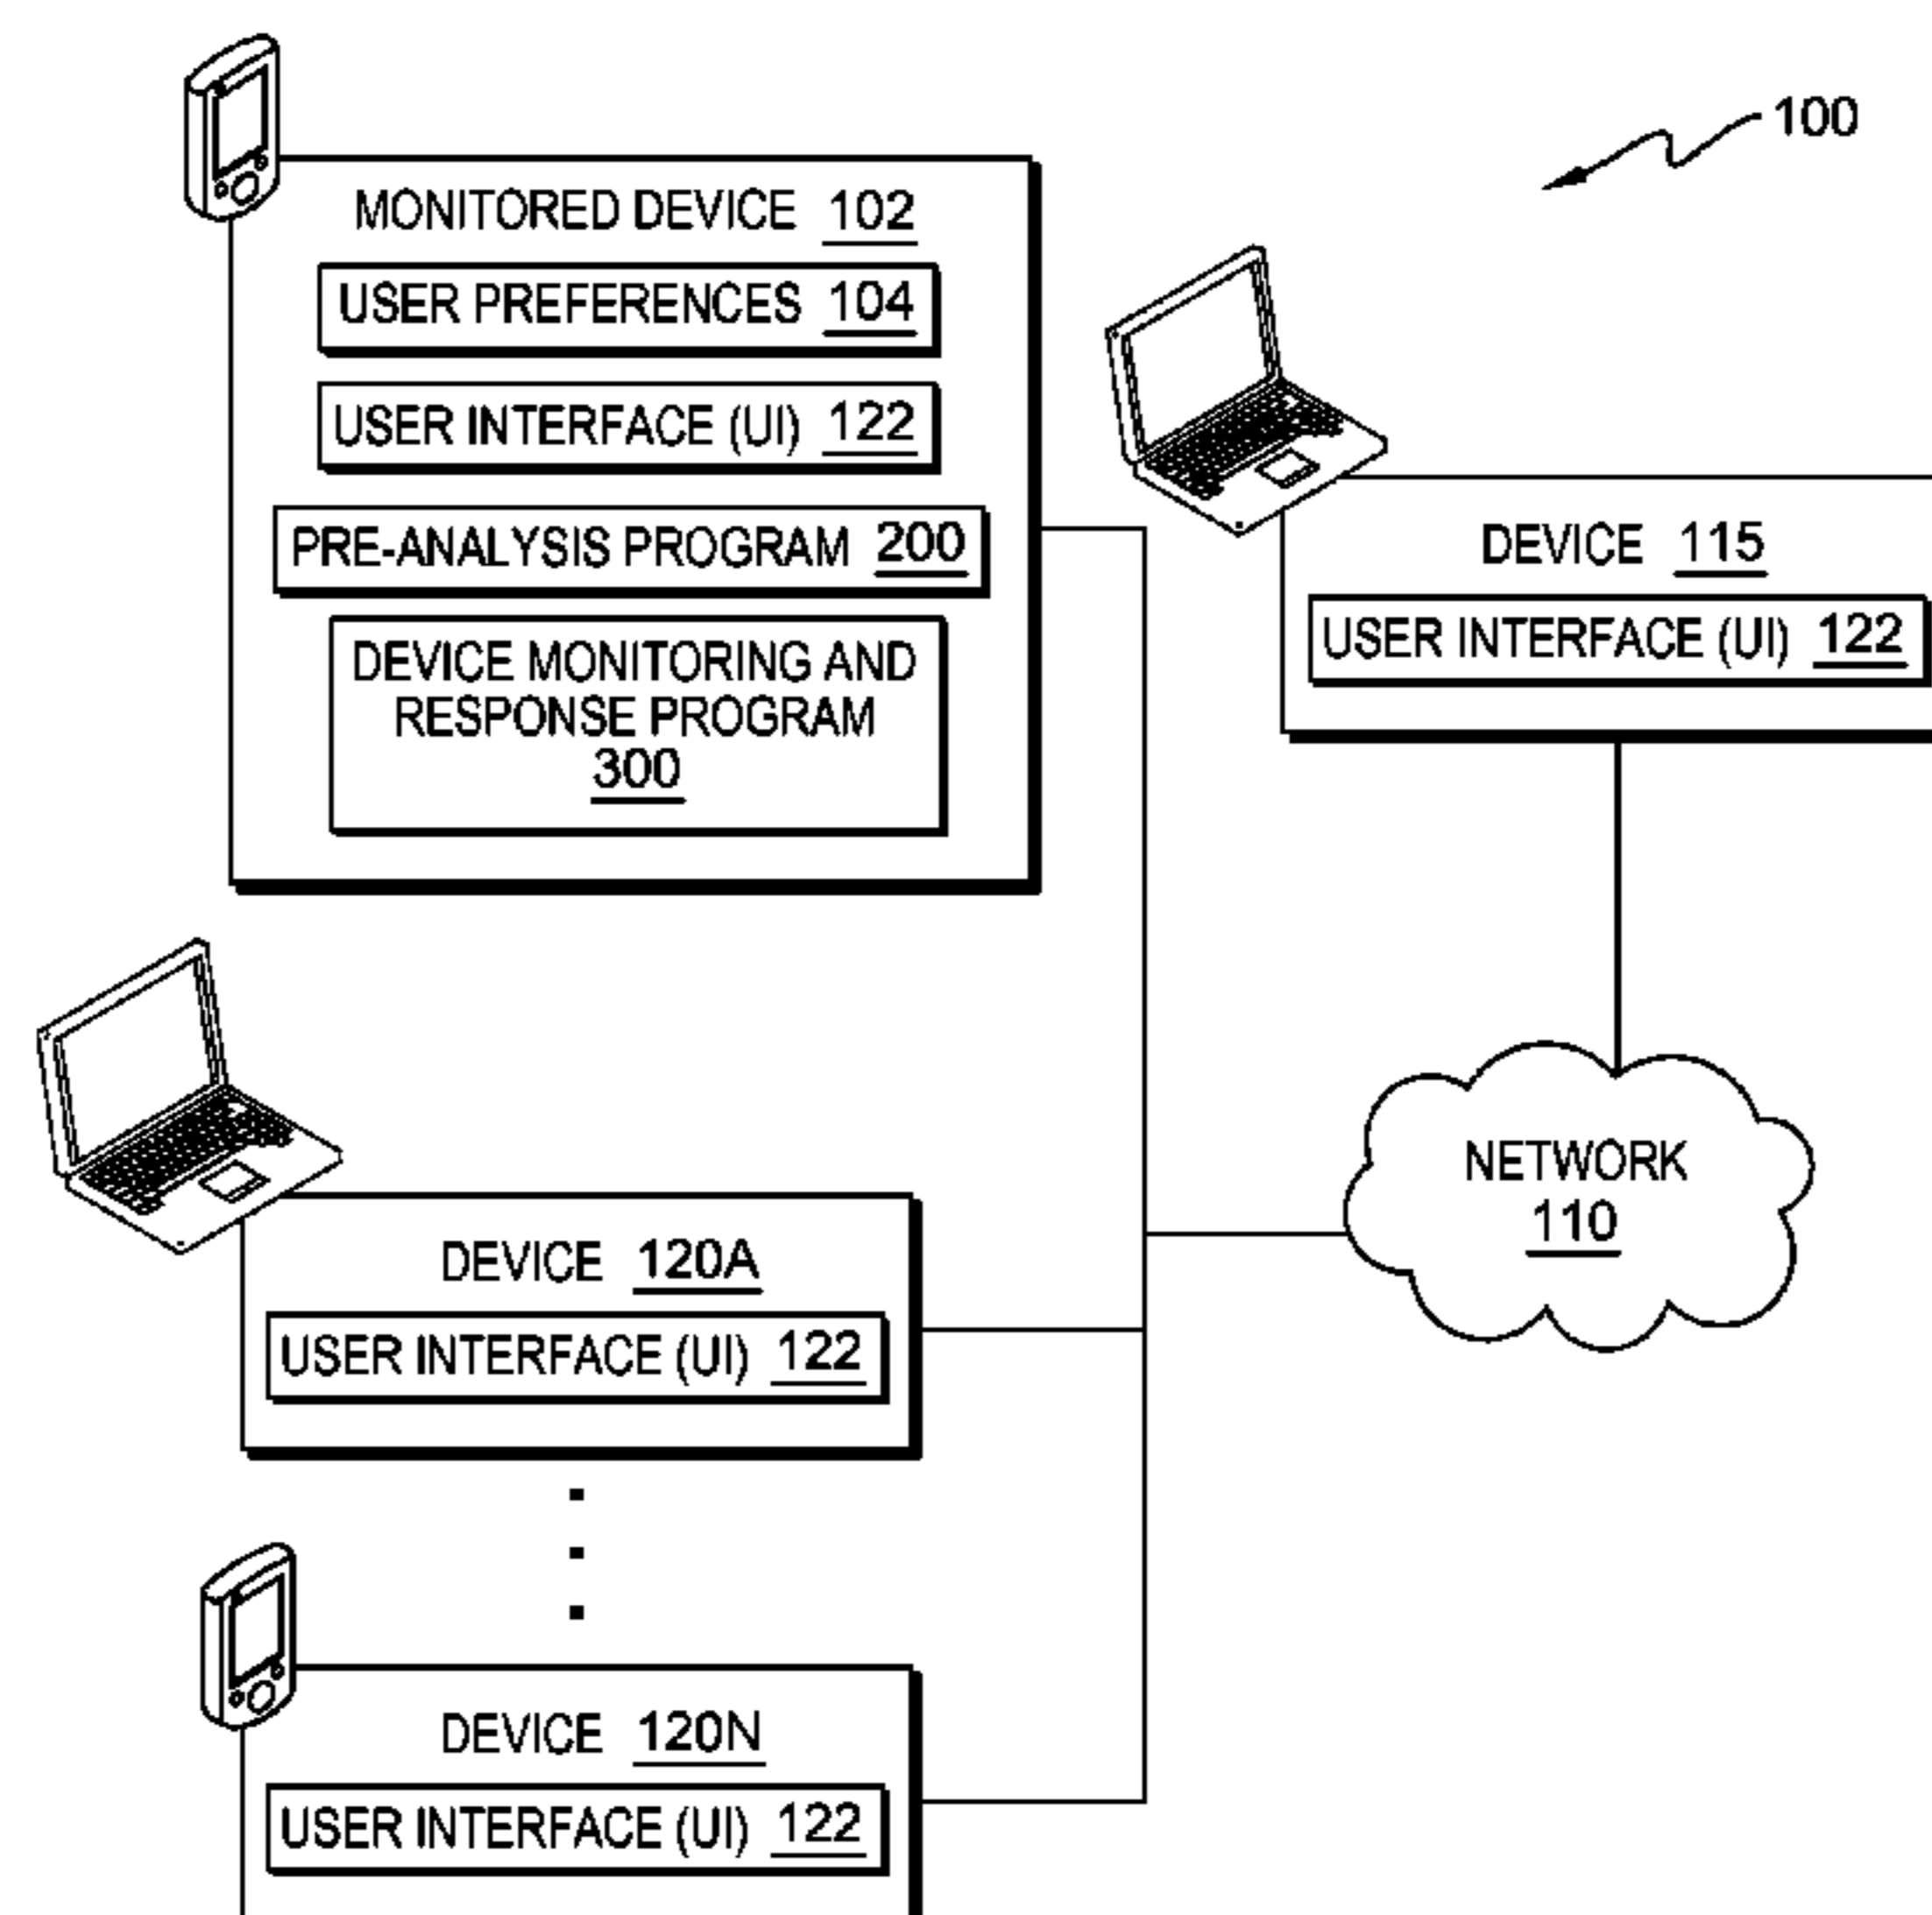 100
MONITORED DEVICE 102
USER PREFERENCES 104
USER INTERFACE (UI) 122
PRE-ANALYSIS PROGRAM 200
DEVICE MONITORING AND
RESPONSE PROGRAM
300
DEVICE 115
USER INTERFACE (UI) 122
NETWORK
110
DEVICE 120A
USER INTERFACE (UI) 122
DEVICE 120N
USER INTERFACE (UI) 122